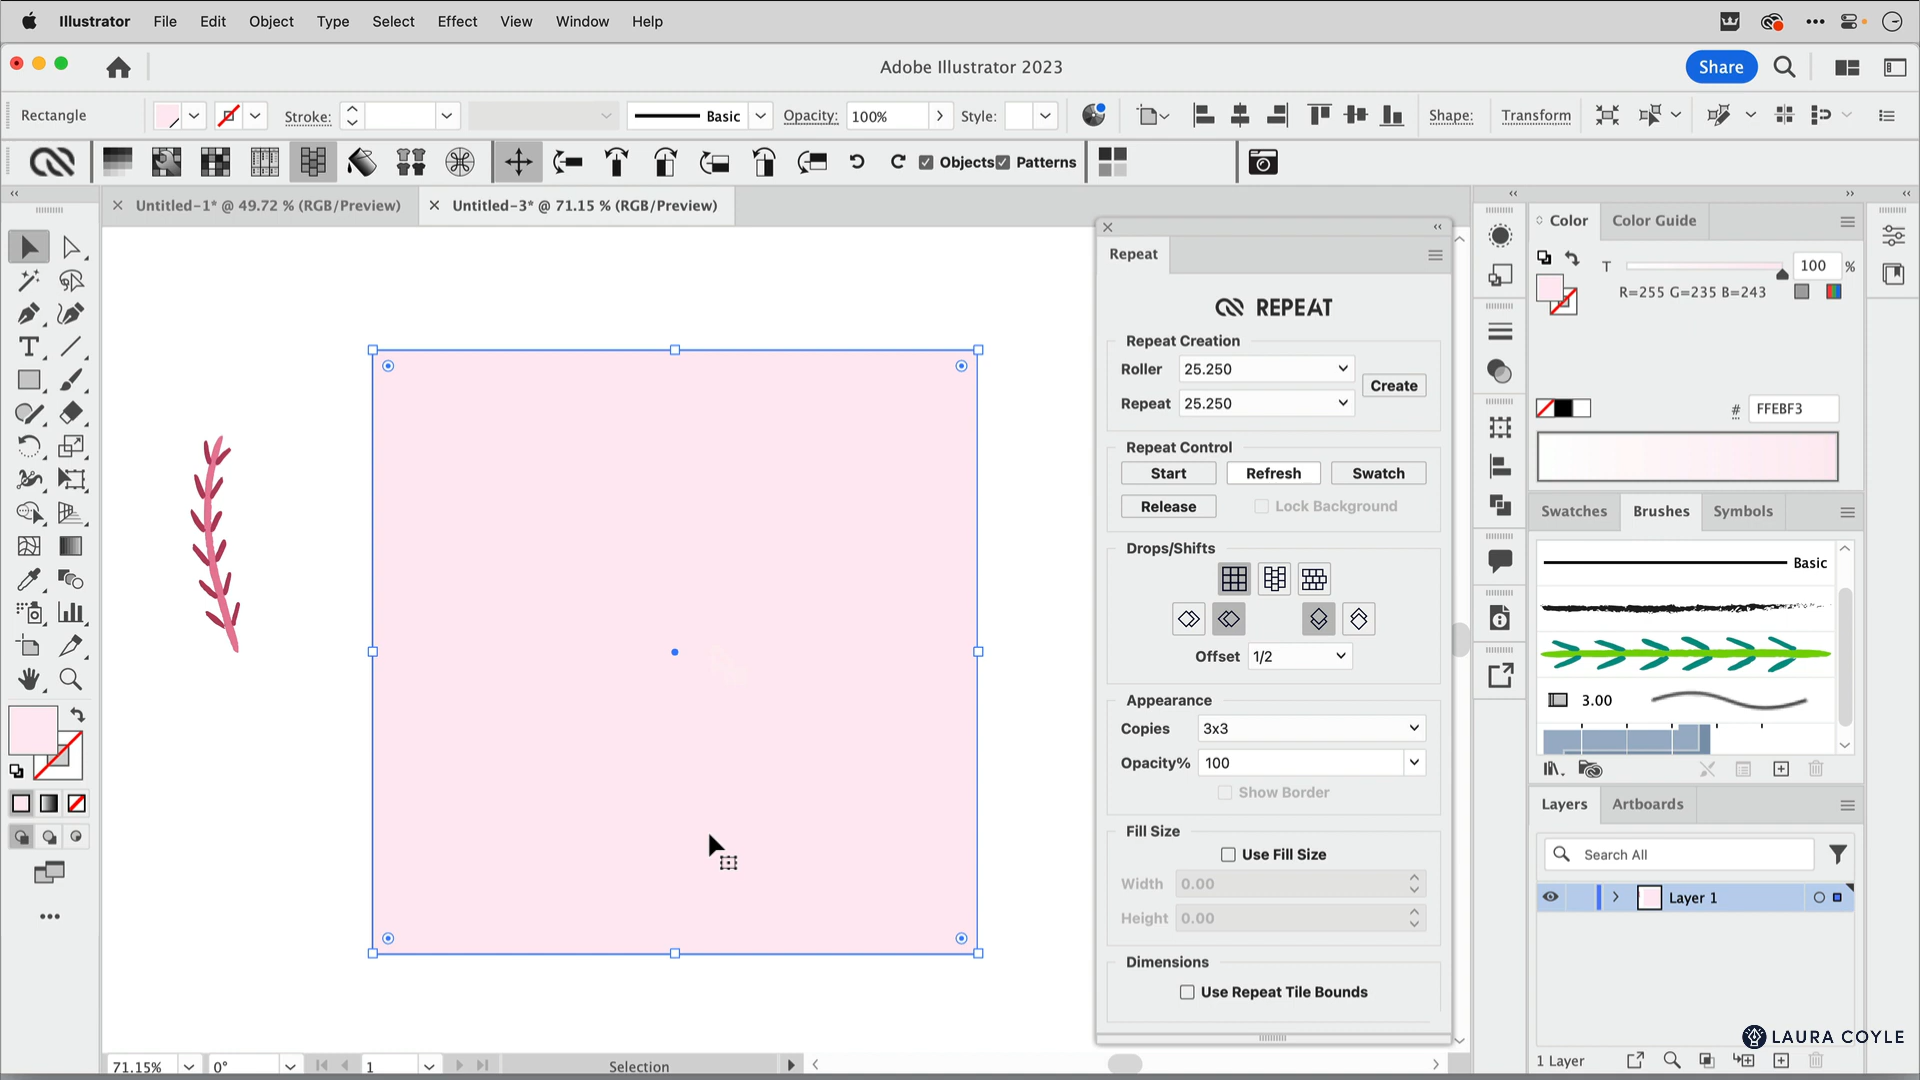 Illustrator File Edit Object Type Select Effect View Window Help
Adobe Illustrator 2023
Share
Rectangle Stroke: Basic Opacity: 100% Style: Shape: Transform
Objects Patterns
Untitled-1* @ 49.72 % (RGB/Preview) Untitled-3* @ 71.15 % (RGB/Preview)
Repeat
REPEAT
Repeat Creation
Roller 25.250
Create
Repeat 25.250
Repeat Control
Start Refresh Swatch
Release Lock Background
Drops/Shifts
Offset 1/2
Appearance
Copies 3x3
Opacity% 100
Show Border
Fill Size
Use Fill Size
Width 0.00
Height 0.00
Dimensions
Use Repeat Tile Bounds
Color Color Guide
T 100 %
R=255 G=235 B=243
# FFEBF3
Swatches Brushes Symbols
Basic
3.00
Layers Artboards
Search All
Layer 1
LAURA COYLE
1 Layer
71.15% 0° 1 Selection